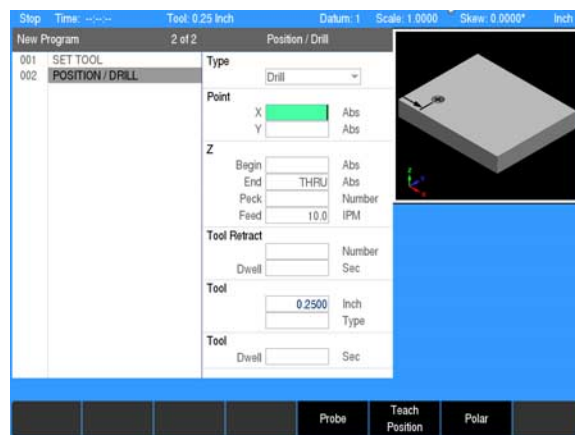 Stop Time: --:--:-- Tool: 0.25 Inch Datum: 1 Scale: 1.0000 Skew: 0.0000° Inch
New Program 2 of 2 Position / Drill
001 SET TOOL
002 POSITION / DRILL
Type
Drill
Point
X Abs
Y Abs
Z
Begin Abs
End THRU Abs
Peck Number
Feed 10.0 IPM
Tool Retract
Number
Dwell Sec
Tool
0.2500 Inch
Type
Tool
Dwell Sec
Probe Teach Position Polar